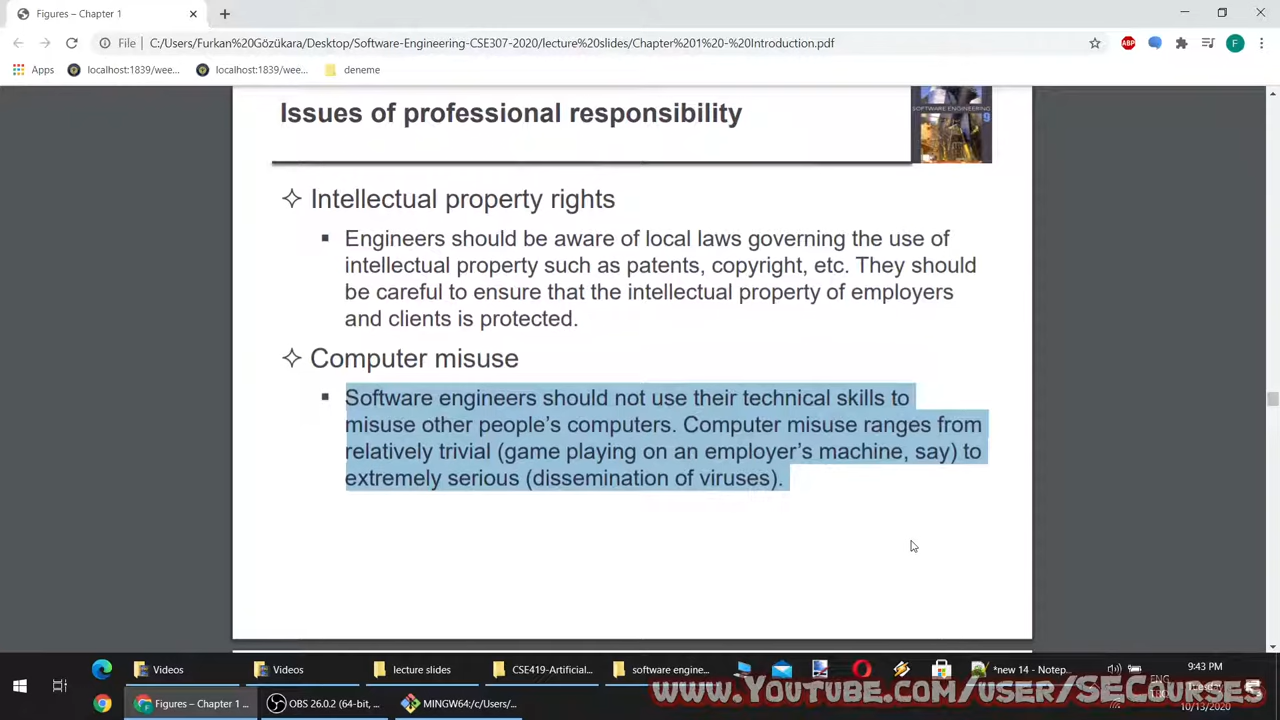 Figures – Chapter 1
File
C:/Users/Furkan%20Gözükara/Desktop/Software-Engineering-CSE307-2020/lecture%20slides/Chapter%201%20-%20Introduction.pdf
ABP
F
Apps
localhost:1839/wee...
localhost:1839/wee...
deneme
Issues of professional responsibility
SOFTWARE ENGINEERING
9
Intellectual property rights
Engineers should be aware of local laws governing the use of
intellectual property such as patents, copyright, etc. They should
be careful to ensure that the intellectual property of employers
and clients is protected.
Computer misuse
Software engineers should not use their technical skills to
misuse other people’s computers. Computer misuse ranges from
relatively trivial (game playing on an employer’s machine, say) to
extremely serious (dissemination of viruses).
Videos
Videos
lecture slides
CSE419-Artificial...
software enginee...
*new 14 - Notep...
ENG
9:43 PM
Figures – Chapter 1 ...
OBS 26.0.2 (64-bit, ...
MINGW64:/c/Users/...
10/13/2020
www.YouTube.com/user/SECourses